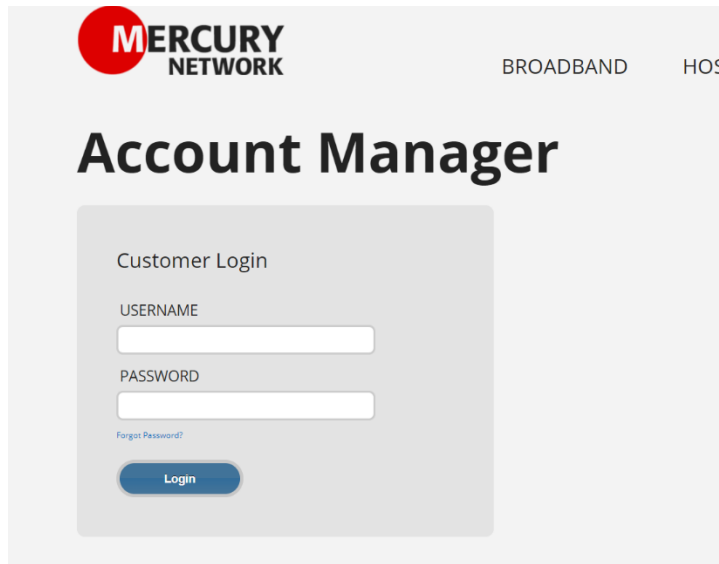 MERCURY
NETWORK
BROADBAND
Account Manager
Customer Login
USERNAME
PASSWORD
Forgot Password?
Login